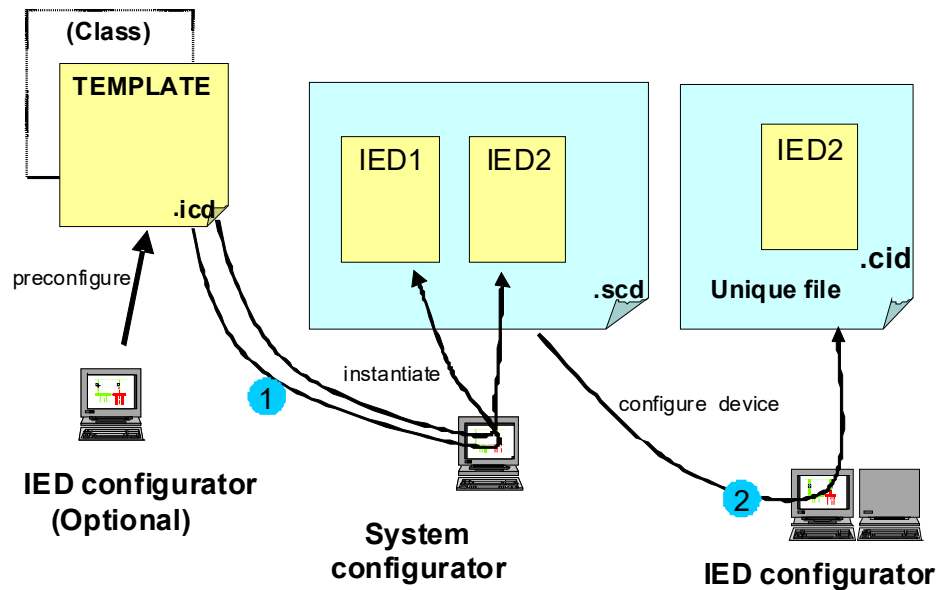 (Class)
TEMPLATE
.icd
preconfigure
IED configurator
(Optional)
1
IED1
IED2
.scd
instantiate
System
configurator
configure device
2
IED2
.cid
Unique file
IED configurator